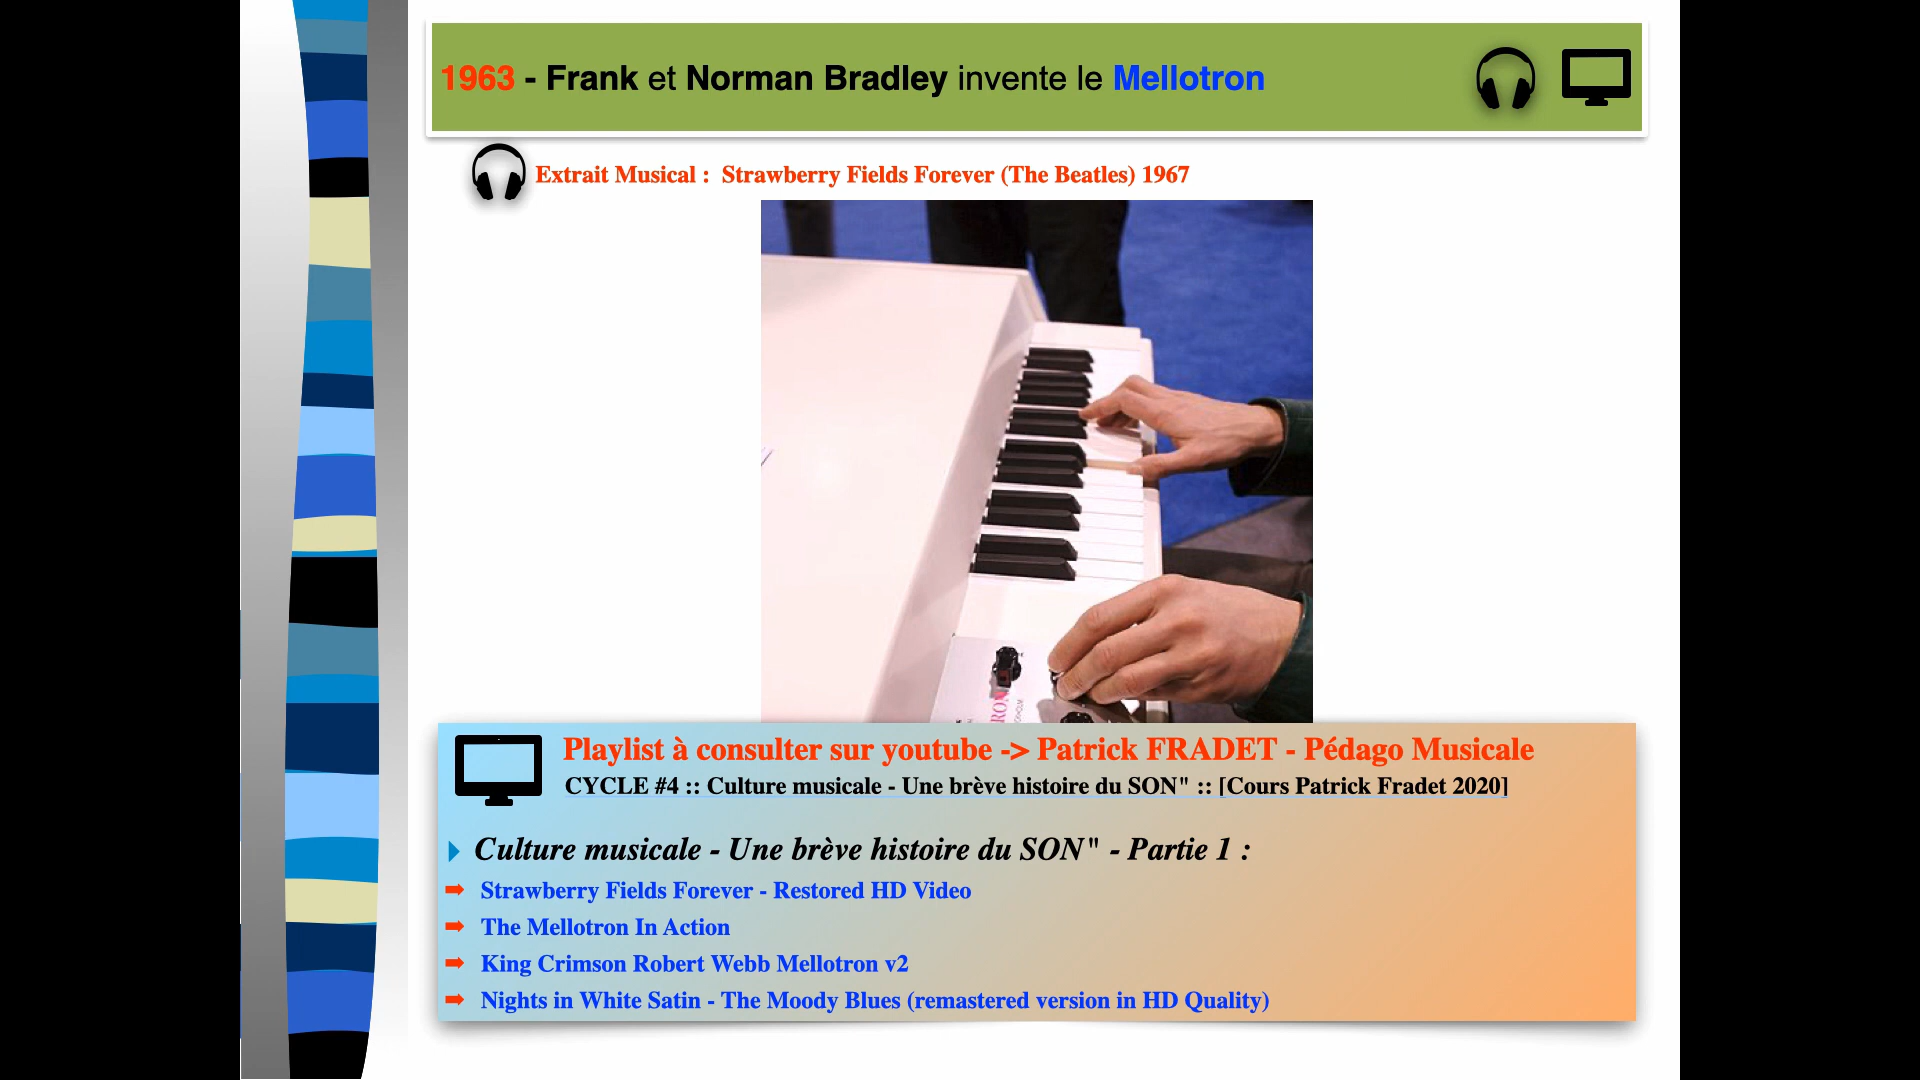 1963 - Frank et Norman Bradley invente le Mellotron
Extrait Musical : Strawberry Fields Forever (The Beatles) 1967
Playlist à consulter sur youtube -> Patrick FRADET - Pédago Musicale
CYCLE #4 :: Culture musicale - Une brève histoire du SON" :: [Cours Patrick Fradet 2020]
Culture musicale - Une brève histoire du SON" - Partie 1 :
Strawberry Fields Forever - Restored HD Video
The Mellotron In Action
King Crimson Robert Webb Mellotron v2
Nights in White Satin - The Moody Blues (remastered version in HD Quality)